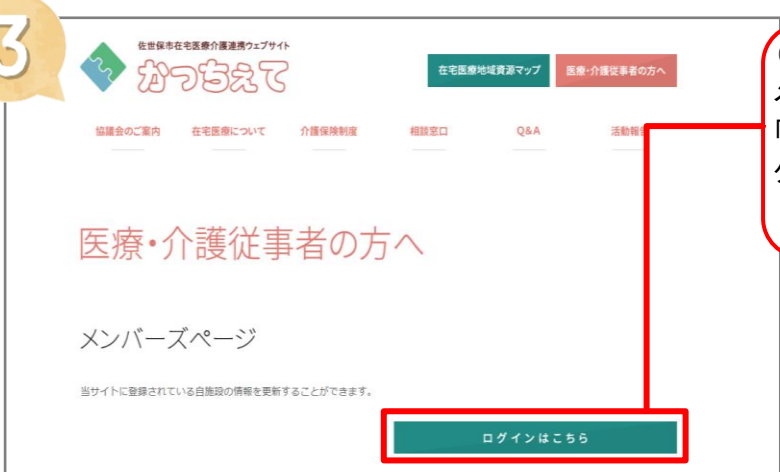 3
佐世保市在宅医療介護連携ウェブサイト
かっちぇて
在宅医療地域資源マップ
医療・介護従事者の方へ
協議会のご案内
在宅医療について
介護保険制度
相談窓口
Q&A
活動報
医療・介護従事者の方へ
メンバーズページ
当サイトに登録されている自施設の情報を更新することができます。
ログインはこちら